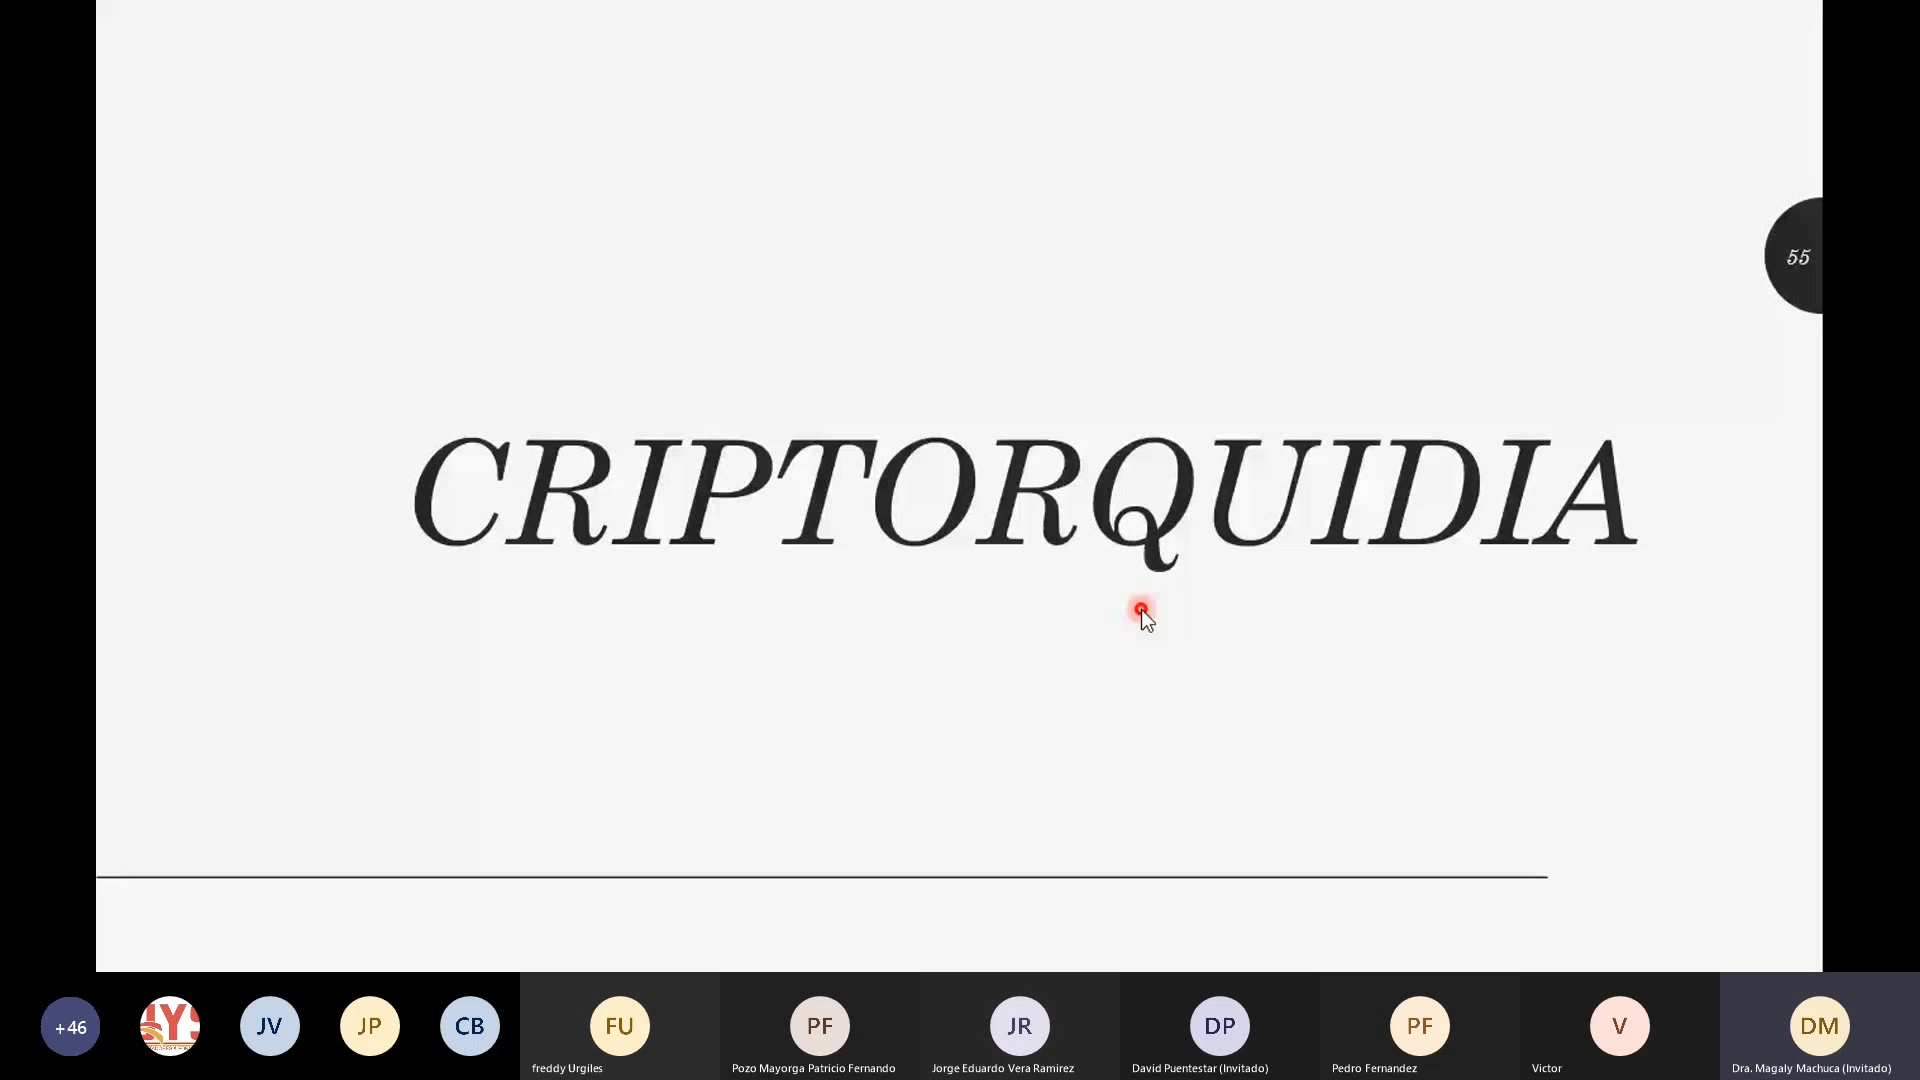 55
CRIPTORQUIDIA
+46
JV
JP
CB
FU
PF
JR
DP
PF
V
DM
freddy Urgiles
Pozo Mayorga Patricio Fernando
Jorge Eduardo Vera Ramirez
David Puentestar (Invitado)
Pedro Fernandez
Victor
Dra. Magaly Machuca (Invitado)